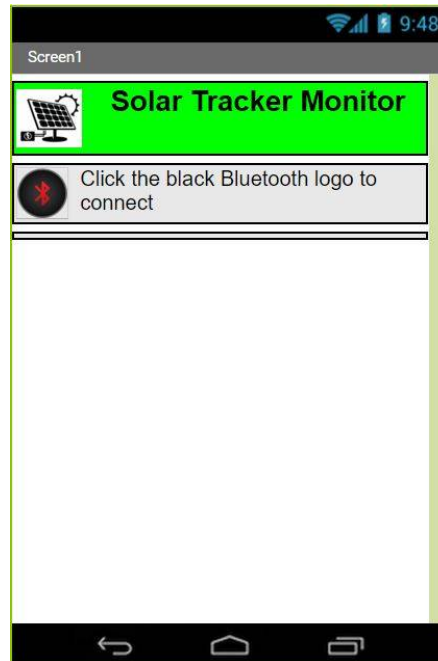 9:48
Screen1
Solar Tracker Monitor
Click the black Bluetooth logo to
connect